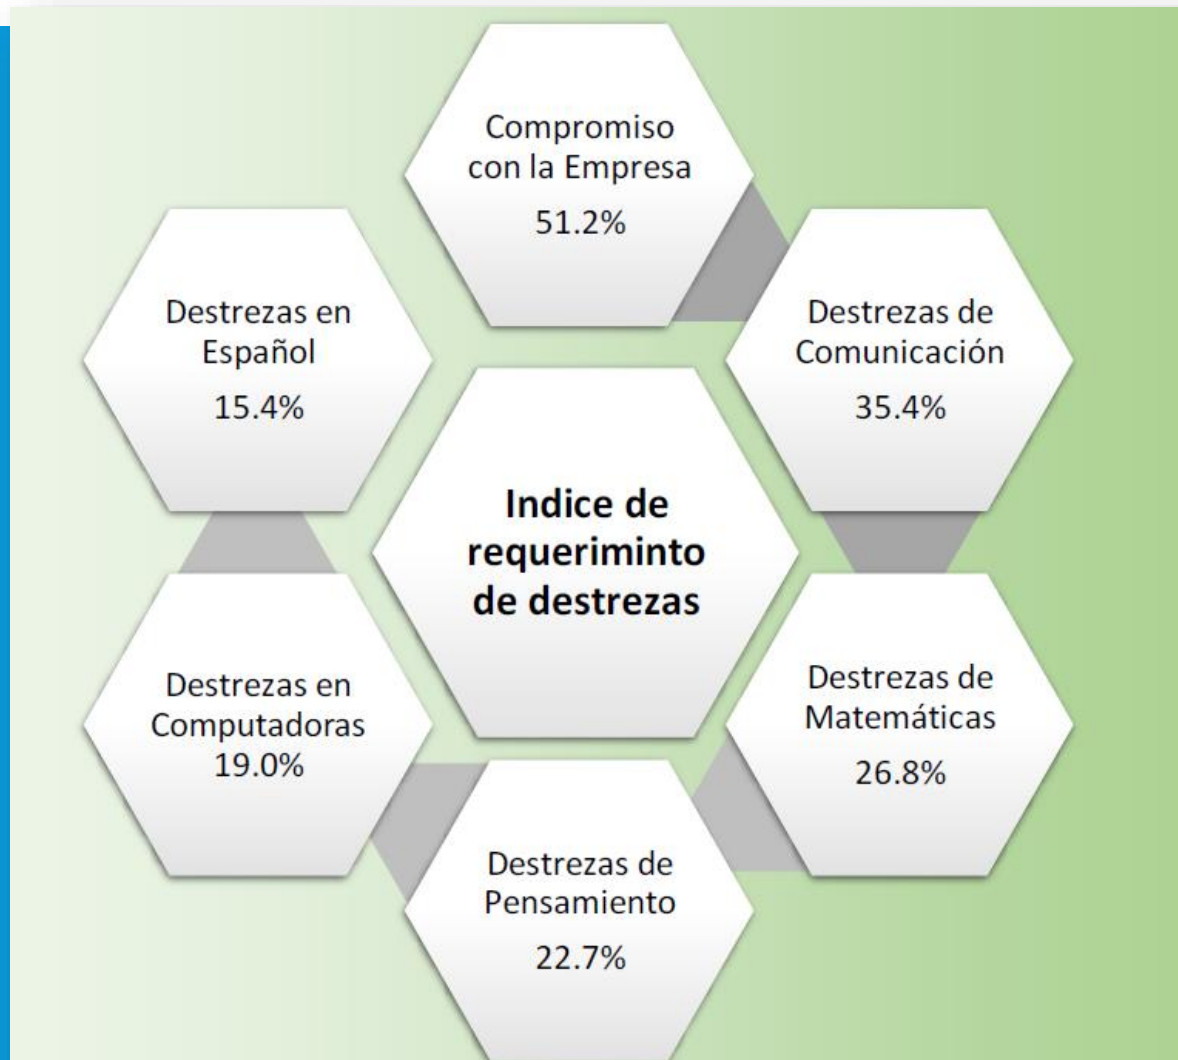 Compromiso
con la Empresa
51.2%
Destrezas de
Comunicación
35.4%
Destrezas de
Matemáticas
26.8%
Destrezas de
Pensamiento
22.7%
Destrezas en
Computadoras
19.0%
Destrezas en
Español
15.4%
Indice de
requeriminto
de destrezas